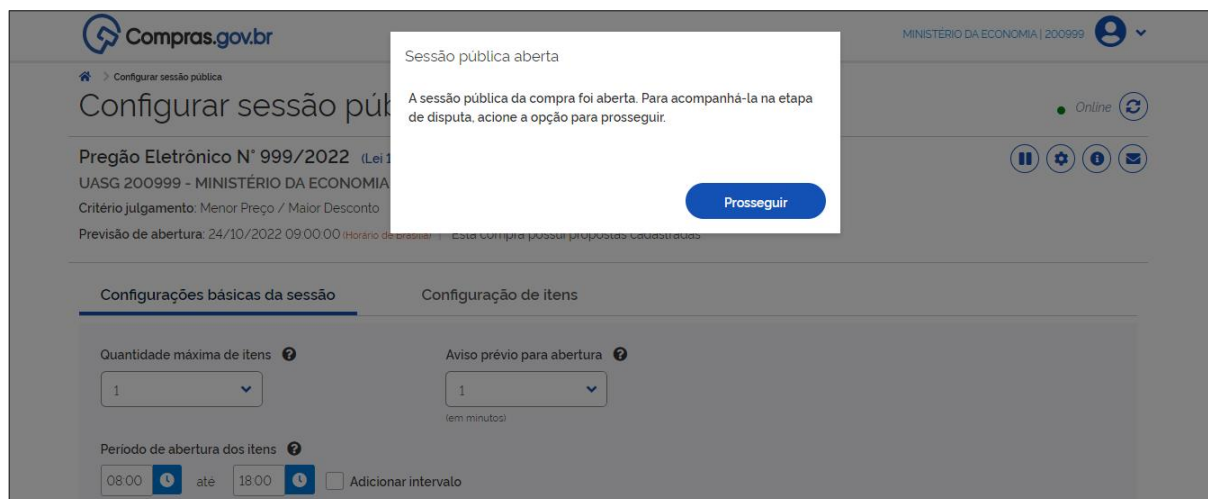 Compras.gov.br
MINISTÉRIO DA ECONOMIA | 200999
Sessão pública aberta
A sessão pública da compra foi aberta. Para acompanhá-la na etapa
de disputa, acione a opção para prosseguir.
Prosseguir
Configurar sessão pública
Configurar sessão púb
Online
Pregão Eletrônico N° 999/2022 (Lei 1
UASG 200999 - MINISTÉRIO DA ECONOMIA
Critério julgamento: Menor Preço / Maior Desconto
Previsão de abertura: 24/10/2022 09:00:00 (Horário de Brasília) | Esta compra possui propostas cadastradas
Configurações básicas da sessão Configuração de itens
Quantidade máxima de itens ? Aviso prévio para abertura ?
1 1
(em minutos)
Período de abertura dos itens ?
08:00 até 18:00 Adicionar intervalo